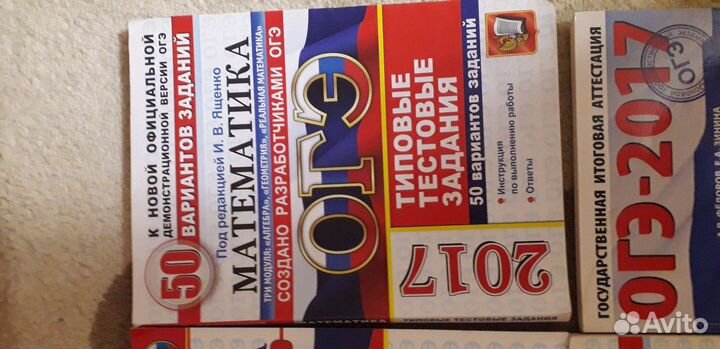 К НОВОЙ ОФИЦИАЛЬНОЙ
ДЕМОНСТРАЦИОННОЙ ВЕРСИИ ОГЭ
50
ВАРИАНТОВ ЗАДАНИЙ
Под редакцией И. В. Ященко
МАТЕМАТИКА
ТРИ МОДУЛЯ: «АЛГЕБРА», «ГЕОМЕТРИЯ», «РЕАЛЬНАЯ МАТЕМАТИКА»
СОЗДАНО РАЗРАБОТЧИКАМИ ОГЭ
ОГЭ
2017
ТИПОВЫЕ
ТЕСТОВЫЕ
ЗАДАНИЯ
50 ВАРИАНТОВ ЗАДАНИЙ
• Инструкция
по выполнению работы
• Ответы
МАТЕМАТИКА
ТИПОВЫЕ ТЕСТОВЫЕ ЗАДАНИЯ
ГОСУДАРСТВЕННАЯ ИТОГОВАЯ АТТЕСТАЦИЯ
ОГЭ-2017
ОГЭ
Avito